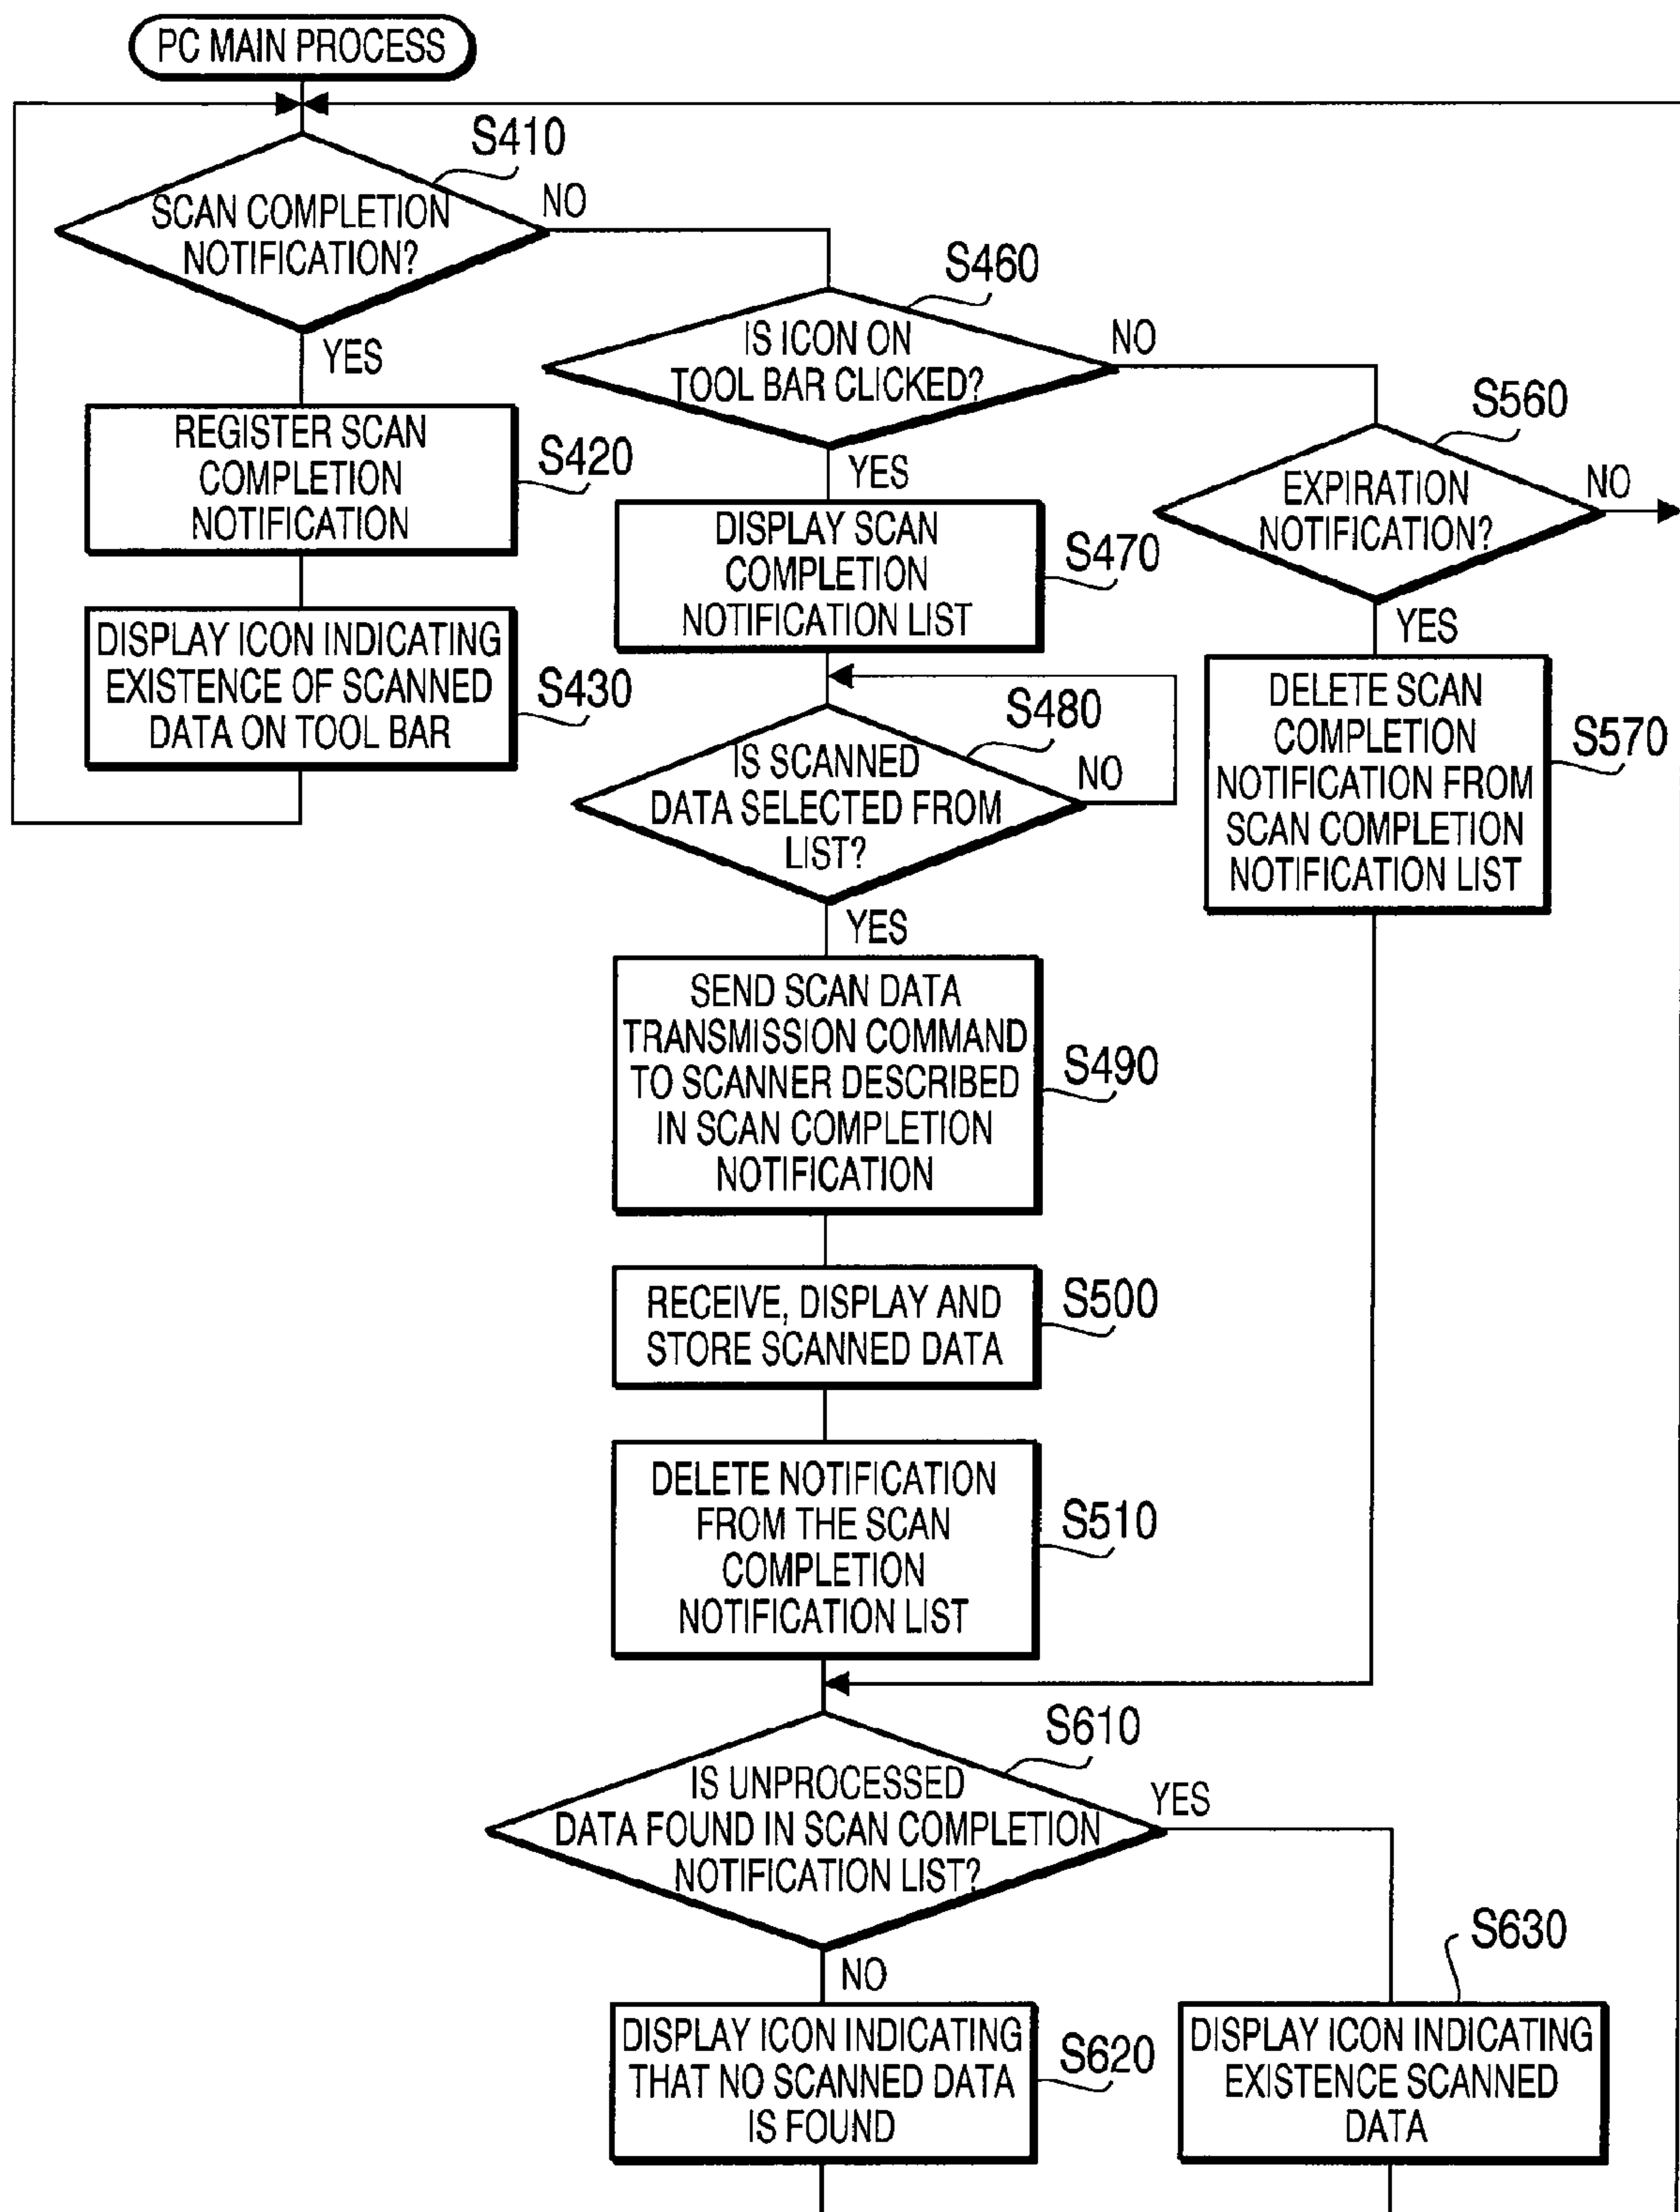 PC MAIN PROCESS
S410
SCAN COMPLETION
NOTIFICATION?
NO
YES
REGISTER SCAN
COMPLETION
NOTIFICATION
S420
DISPLAY ICON INDICATING
EXISTENCE OF SCANNED
DATA ON TOOL BAR
S430
S460
IS ICON ON
TOOL BAR CLICKED?
NO
YES
DISPLAY SCAN
COMPLETION
NOTIFICATION LIST
S470
S480
IS SCANNED
DATA SELECTED FROM
LIST?
NO
YES
SEND SCAN DATA
TRANSMISSION COMMAND
TO SCANNER DESCRIBED
IN SCAN COMPLETION
NOTIFICATION
S490
RECEIVE, DISPLAY AND
STORE SCANNED DATA
S500
DELETE NOTIFICATION
FROM THE SCAN
COMPLETION
NOTIFICATION LIST
S510
S560
EXPIRATION
NOTIFICATION?
NO
YES
DELETE SCAN
COMPLETION
NOTIFICATION FROM
SCAN COMPLETION
NOTIFICATION LIST
S570
S610
IS UNPROCESSED
DATA FOUND IN SCAN COMPLETION
NOTIFICATION LIST?
YES
NO
DISPLAY ICON INDICATING
THAT NO SCANNED DATA
IS FOUND
S620
S630
DISPLAY ICON INDICATING
EXISTENCE SCANNED
DATA